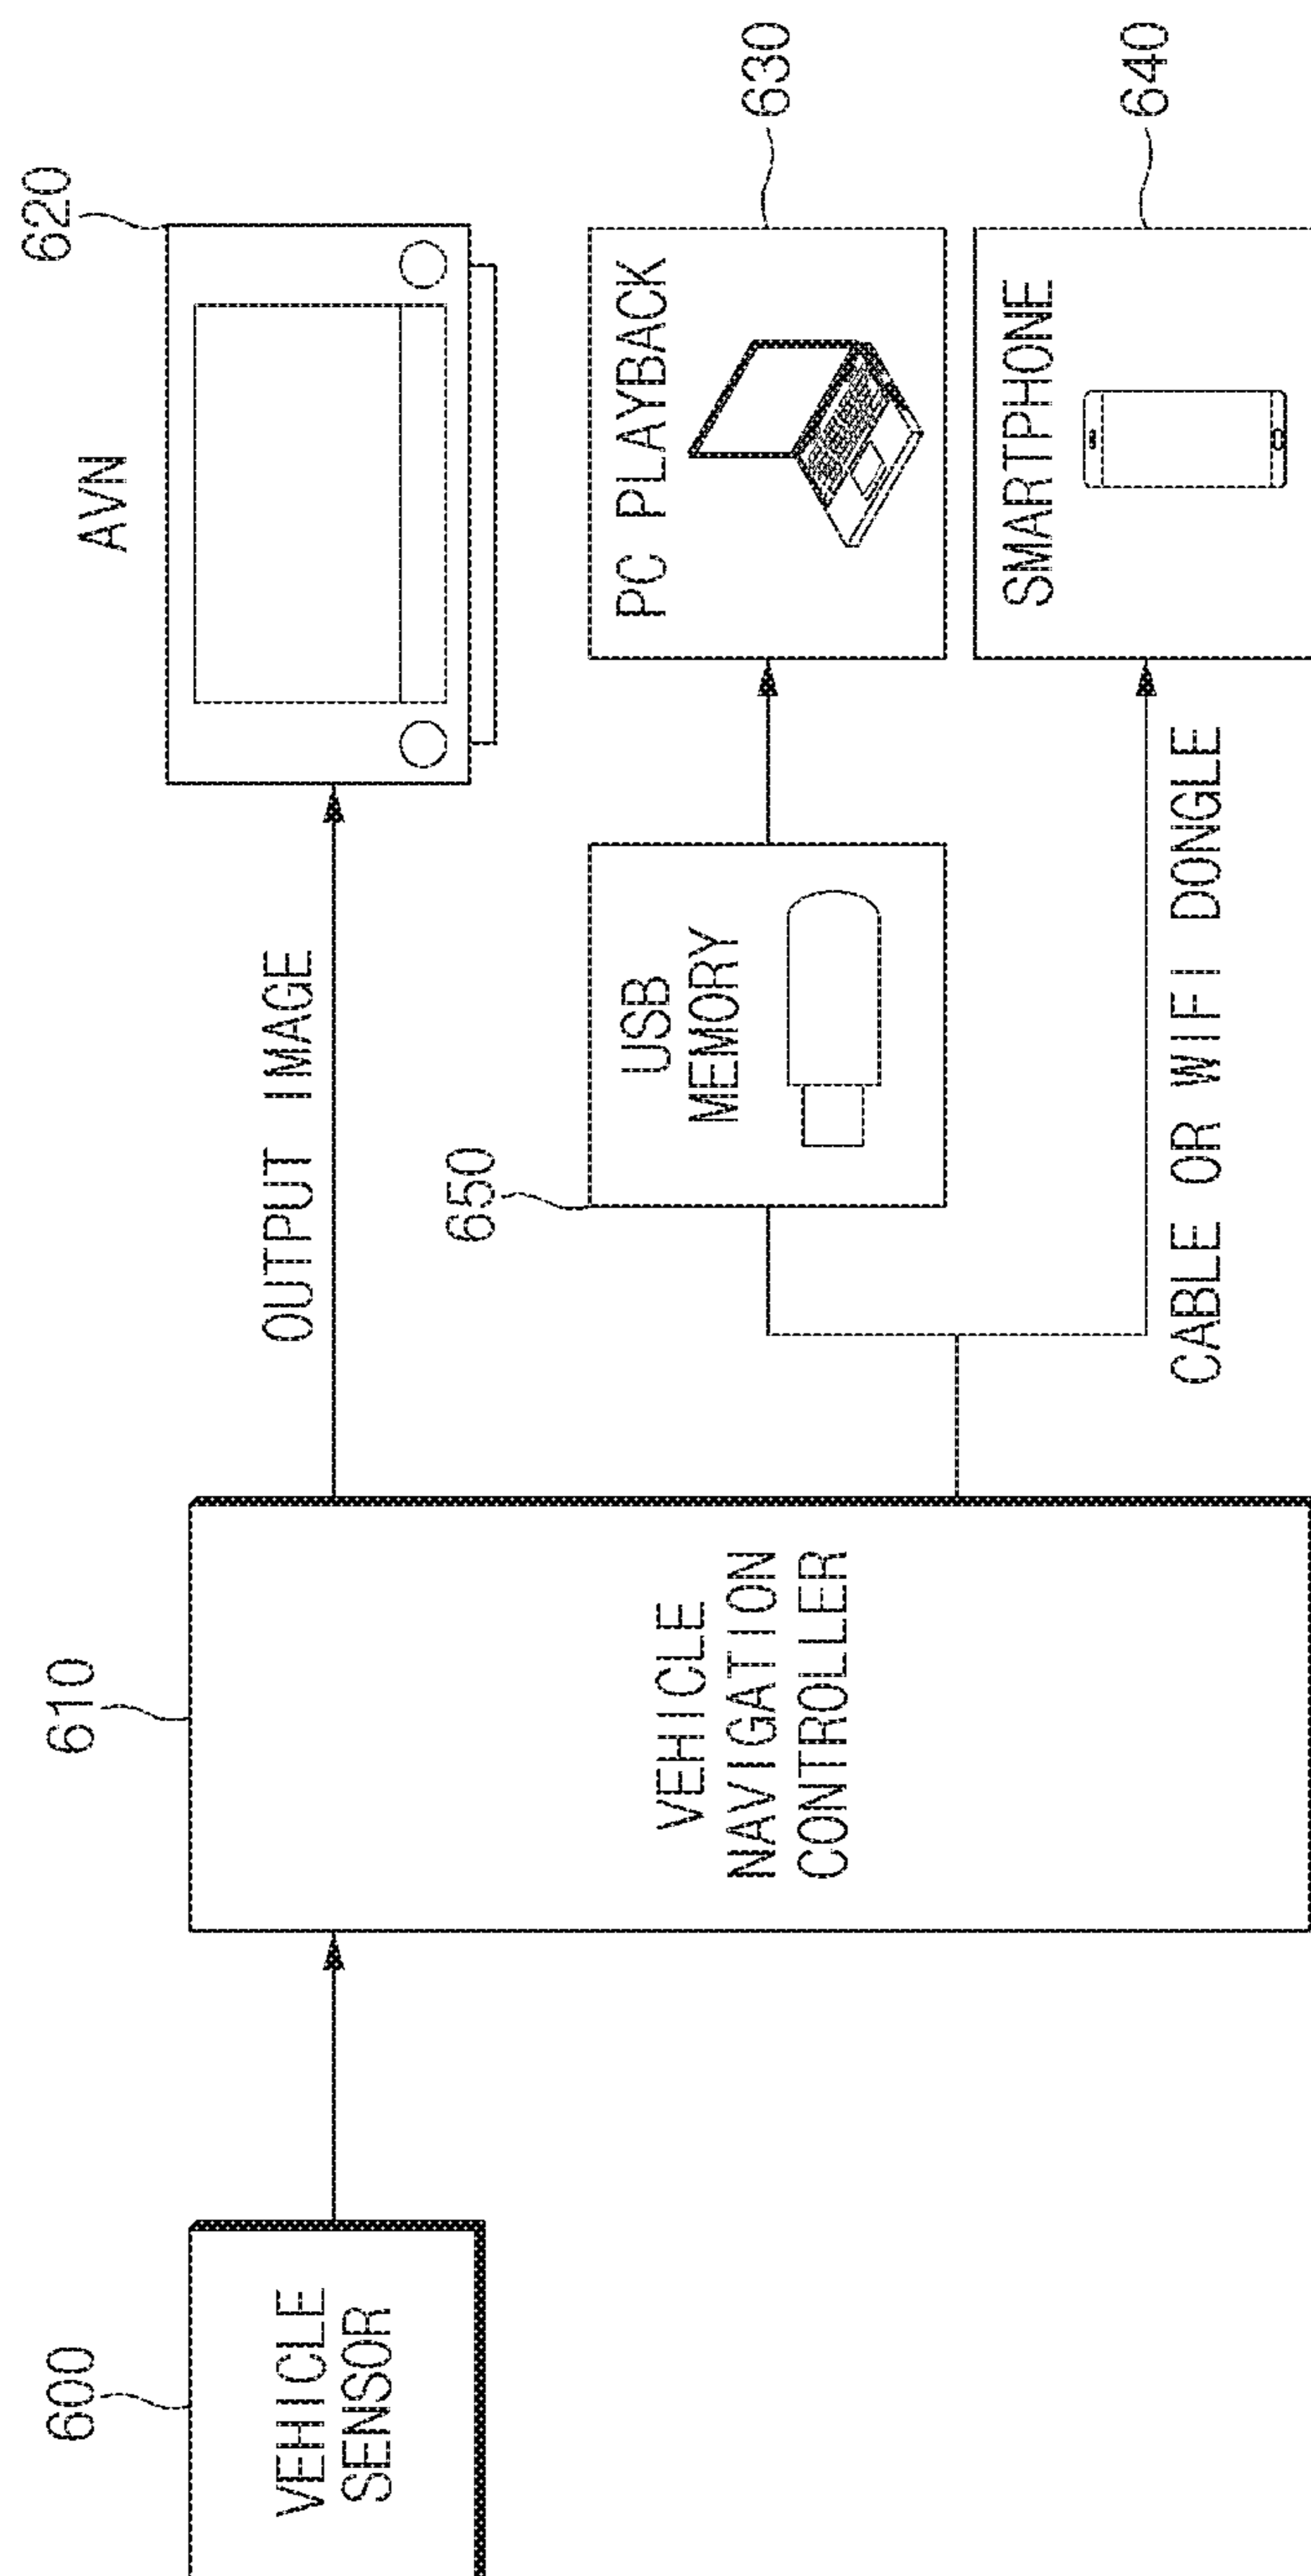 600
VEHICLE
SENSOR
610
VEHICLE
NAVIGATION
CONTROLLER
OUTPUT IMAGE
AVN
620
650
USB
MEMORY
PC PLAYBACK
630
CABLE OR WIFI DONGLE
SMARTPHONE
640